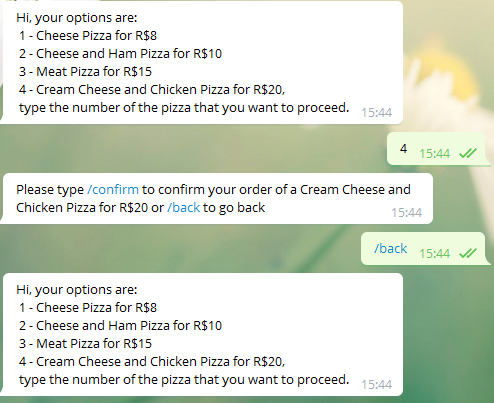 Hi, your options are:
1 - Cheese Pizza for R$8
2 - Cheese and Ham Pizza for R$10
3 - Meat Pizza for R$15
4 - Cream Cheese and Chicken Pizza for R$20,
type the number of the pizza that you want to proceed. 15:44
4 15:44
Please type /confirm to confirm your order of a Cream Cheese and
Chicken Pizza for R$20 or /back to go back 15:44
/back 15:44
Hi, your options are:
1 - Cheese Pizza for R$8
2 - Cheese and Ham Pizza for R$10
3 - Meat Pizza for R$15
4 - Cream Cheese and Chicken Pizza for R$20,
type the number of the pizza that you want to proceed. 15:44